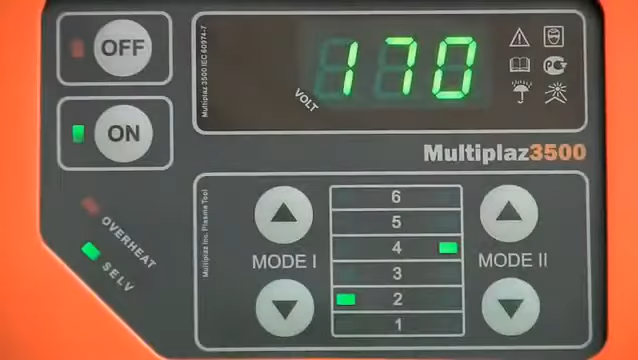 OFF
ON
Multiplaz 3500 IEC 60974-7
170
VOLT
Multiplaz3500
OVERHEAT
SELV
Multiplaz Inc. Plasma Tool
MODE I
6
5
4
3
2
1
MODE II